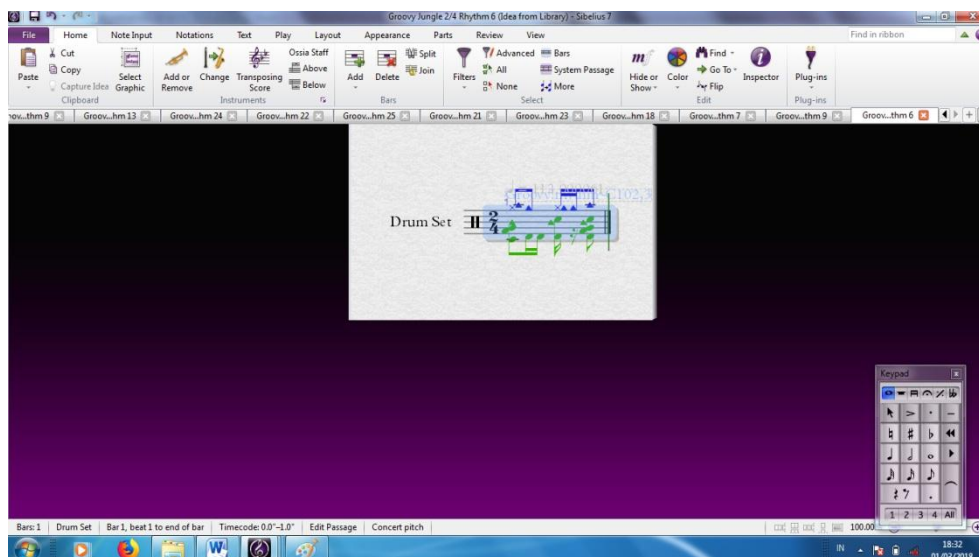 Groovy Jungle 2/4 Rhythm 6 (Idea from Library) - Sibelius 7
File Home Note Input Notations Text Play Layout Appearance Parts Review View Find in ribbon
Paste Cut Copy Capture Idea Select Graphic
Clipboard
Add or Remove Change Transposing Score Ossia Staff Above Below
Instruments
Add Delete Split Join
Bars
Filters Advanced All None Bars System Passage More
Select
Hide or Show Color Find Go To Flip Inspector
Edit
Plug-ins
Plug-ins
Groov...hm 13 Groov...hm 24 Groov...hm 22 Groov...hm 25 Groov...hm 21 Groov...hm 23 Groov...hm 18 Groov...thm 7 Groov...thm 9 Groov...thm 6
Drum Set
2
4
Keypad
1 2 3 4 All
Bars: 1 Drum Set Bar 1, beat 1 to end of bar Timecode: 0.0"–1.0" Edit Passage Concert pitch 100.00
IN 18:32
01/03/2019